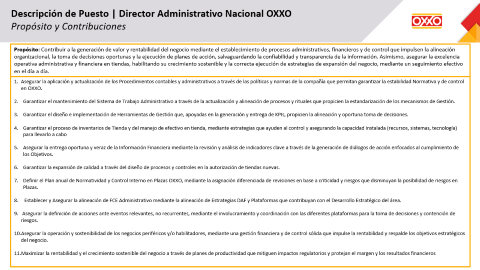 Descripción de Puesto | Director Administrativo Nacional OXXO
Propósito y Contribuciones
OXXO
Propósito: Contribuir a la generación de valor y rentabilidad del negocio mediante el establecimiento de procesos administrativos, financieros y de control que impulsen la alineación
organizacional, la toma de decisiones oportunas y la ejecución de planes de acción, salvaguardando la confiabilidad y transparencia de la información. Asimismo, asegurar la excelencia
operativa administrativa y financiera en tiendas, habilitando su crecimiento sostenible y la correcta ejecución de estrategias de expansión del negocio, mediante un seguimiento efectivo
en el día a día.
1. Asegurar la aplicación y actualización de los Procedimientos contables y administrativos a través de las políticas y normas de la compañía que permitan garantizar la estabilidad Normativa y de control
en OXXO.
2. Garantizar el mantenimiento del Sistema de Trabajo Administrativo a través de la actualización y alineación de procesos y rituales que propicien la estandarización de los mecanismos de Gestión.
3. Garantizar el diseño e implementación de Herramientas de Gestión que, apoyadas en la generación y entrega de KPIs, propicien la alineación y oportuna toma de decisiones.
4. Garantizar el proceso de inventarios de Tienda y del manejo de efectivo en tienda, mediante estrategias que ayuden al control y asegurando la capacidad instalada (recursos, sistemas, tecnología)
para llevarlo a cabo
5. Asegurar la entrega oportuna y veraz de la Información Financiera mediante la revisión y análisis de indicadores clave a través de la generación de diálogos de acción enfocados al cumplimiento de
los Objetivos.
6. Garantizar la expansión de calidad a través del diseño de procesos y controles en la autorización de tiendas nuevas.
7. Definir el Plan anual de Normatividad y Control Interno en Plazas OXXO, mediante la asignación diferenciada de revisiones en base a criticidad y riesgos que disminuyan la posibilidad de riesgos en
Plazas.
8. Establecer y Asegurar la alineación de FCE Administrativo mediante la alineación de Estrategias DAF y Plataformas que contribuyan con el Desarrollo Estratégico del área.
9. Asegurar la definición de acciones ante eventos relevantes, no recurrentes, mediante el involucramiento y coordinación con las diferentes plataformas para la toma de decisiones y contención de
riesgos.
10.Asegurar la operación y sostenibilidad de los negocios periféricos y/o habilitadores, mediante una gestión financiera y de control sólida que impulse la rentabilidad y respalde los objetivos estratégicos
del negocio.
11.Maximizar la rentabilidad y el crecimiento sostenible del negocio a través de planes de productividad que mitiguen impactos regulatorios y protejan el margen y los resultados financieros